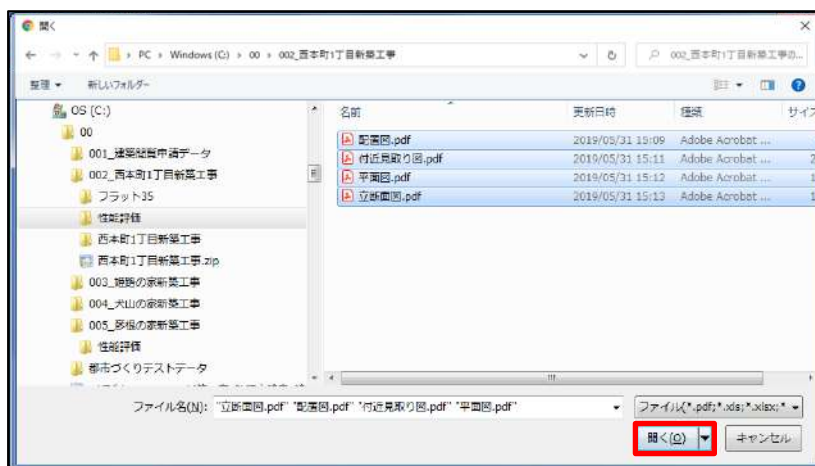 開く
PC › Windows (C:) › 00 › 002_西本町1丁目新築工事
002_西本町1丁目新築工事の...
整理
新しいフォルダー
OS (C:)
00
001_建築関連申請データ
002_西本町1丁目新築工事
フラット35
性能評価
西本町1丁目新築工事
西本町1丁目新築工事.zip
003_姫路の家新築工事
004_犬山の家新築工事
005_彦根の家新築工事
性能評価
都市づくりテストデータ
名前 更新日時 種類 サイズ
配置図.pdf 2019/05/31 15:09 Adobe Acrobat ...
付近見取り図.pdf 2019/05/31 15:11 Adobe Acrobat ... 2
平面図.pdf 2019/05/31 15:12 Adobe Acrobat ... 1
立断面図.pdf 2019/05/31 15:13 Adobe Acrobat ... 1
ファイル名(N): "立断面図.pdf" "配置図.pdf" "付近見取り図.pdf" "平面図.pdf"
ファイル(*.pdf;*.xls;*.xlsx;*
開く(O)
キャンセル